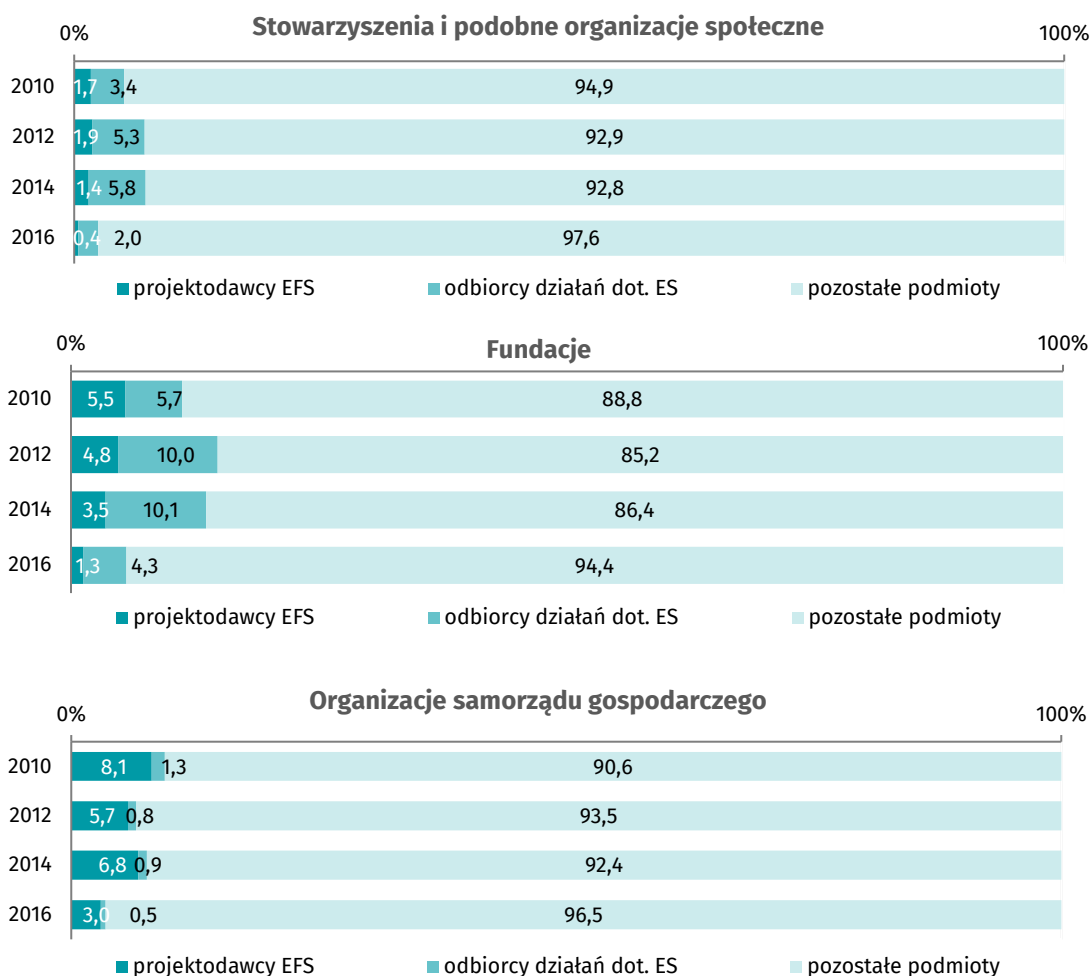 Stowarzyszenia i podobne organizacje społeczne
0% 100%
2010 1,7 3,4 94,9
2012 1,9 5,3 92,9
2014 1,4 5,8 92,8
2016 0,4 2,0 97,6
projektodawcy EFS odbiorcy działań dot. ES pozostałe podmioty
0% Fundacje 100%
2010 5,5 5,7 88,8
2012 4,8 10,0 85,2
2014 3,5 10,1 86,4
2016 1,3 4,3 94,4
projektodawcy EFS odbiorcy działań dot. ES pozostałe podmioty
Organizacje samorządu gospodarczego
0% 100%
2010 8,1 1,3 90,6
2012 5,7 0,8 93,5
2014 6,8 0,9 92,4
2016 3,0 0,5 96,5
projektodawcy EFS odbiorcy działań dot. ES pozostałe podmioty